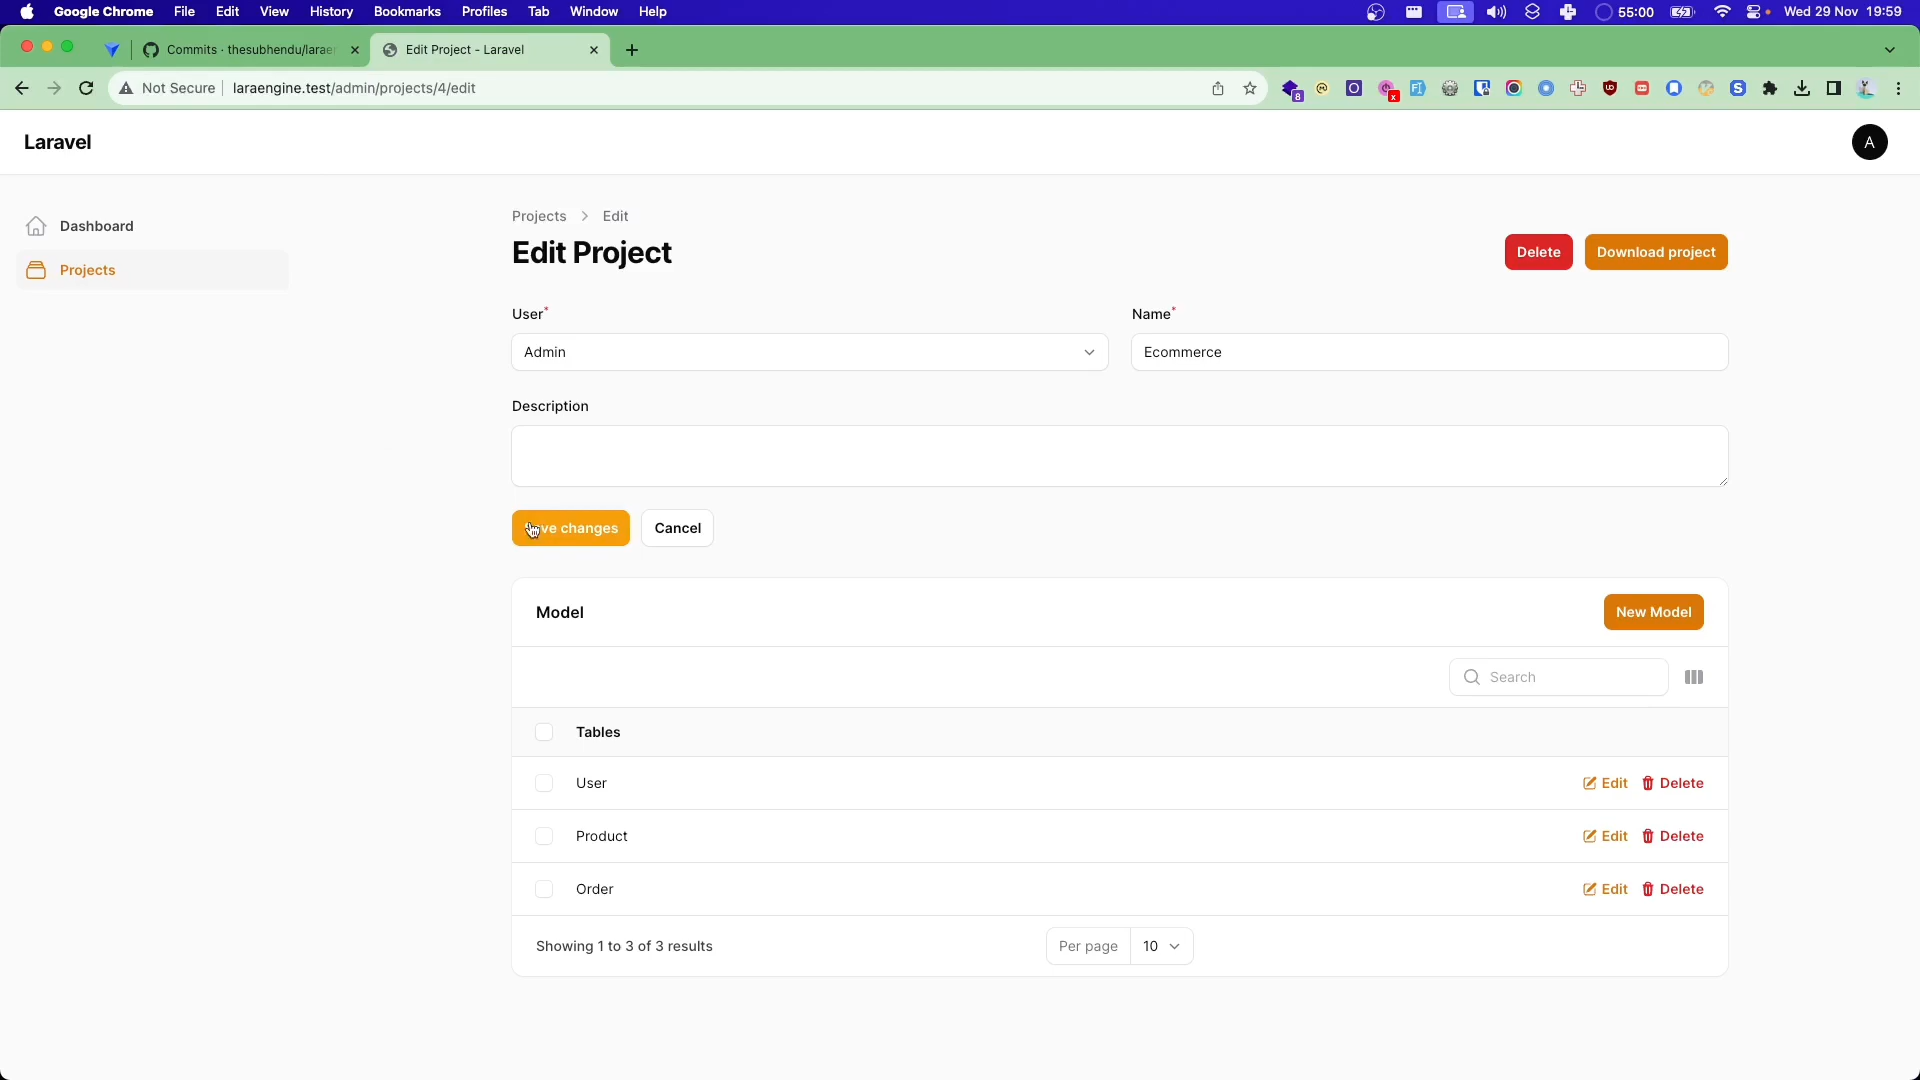 Google Chrome File Edit View History Bookmarks Profiles Tab Window Help 55:00 Wed 29 Nov 19:59
Commits · thesubhendu/larae Edit Project - Laravel
Not Secure laraengine.test/admin/projects/4/edit
Laravel
A
Dashboard
Projects
Projects > Edit
Edit Project
Delete Download project
User* Name*
Admin Ecommerce
Description
changes Cancel
Model New Model
Search
Tables
User Edit Delete
Product Edit Delete
Order Edit Delete
Showing 1 to 3 of 3 results Per page 10